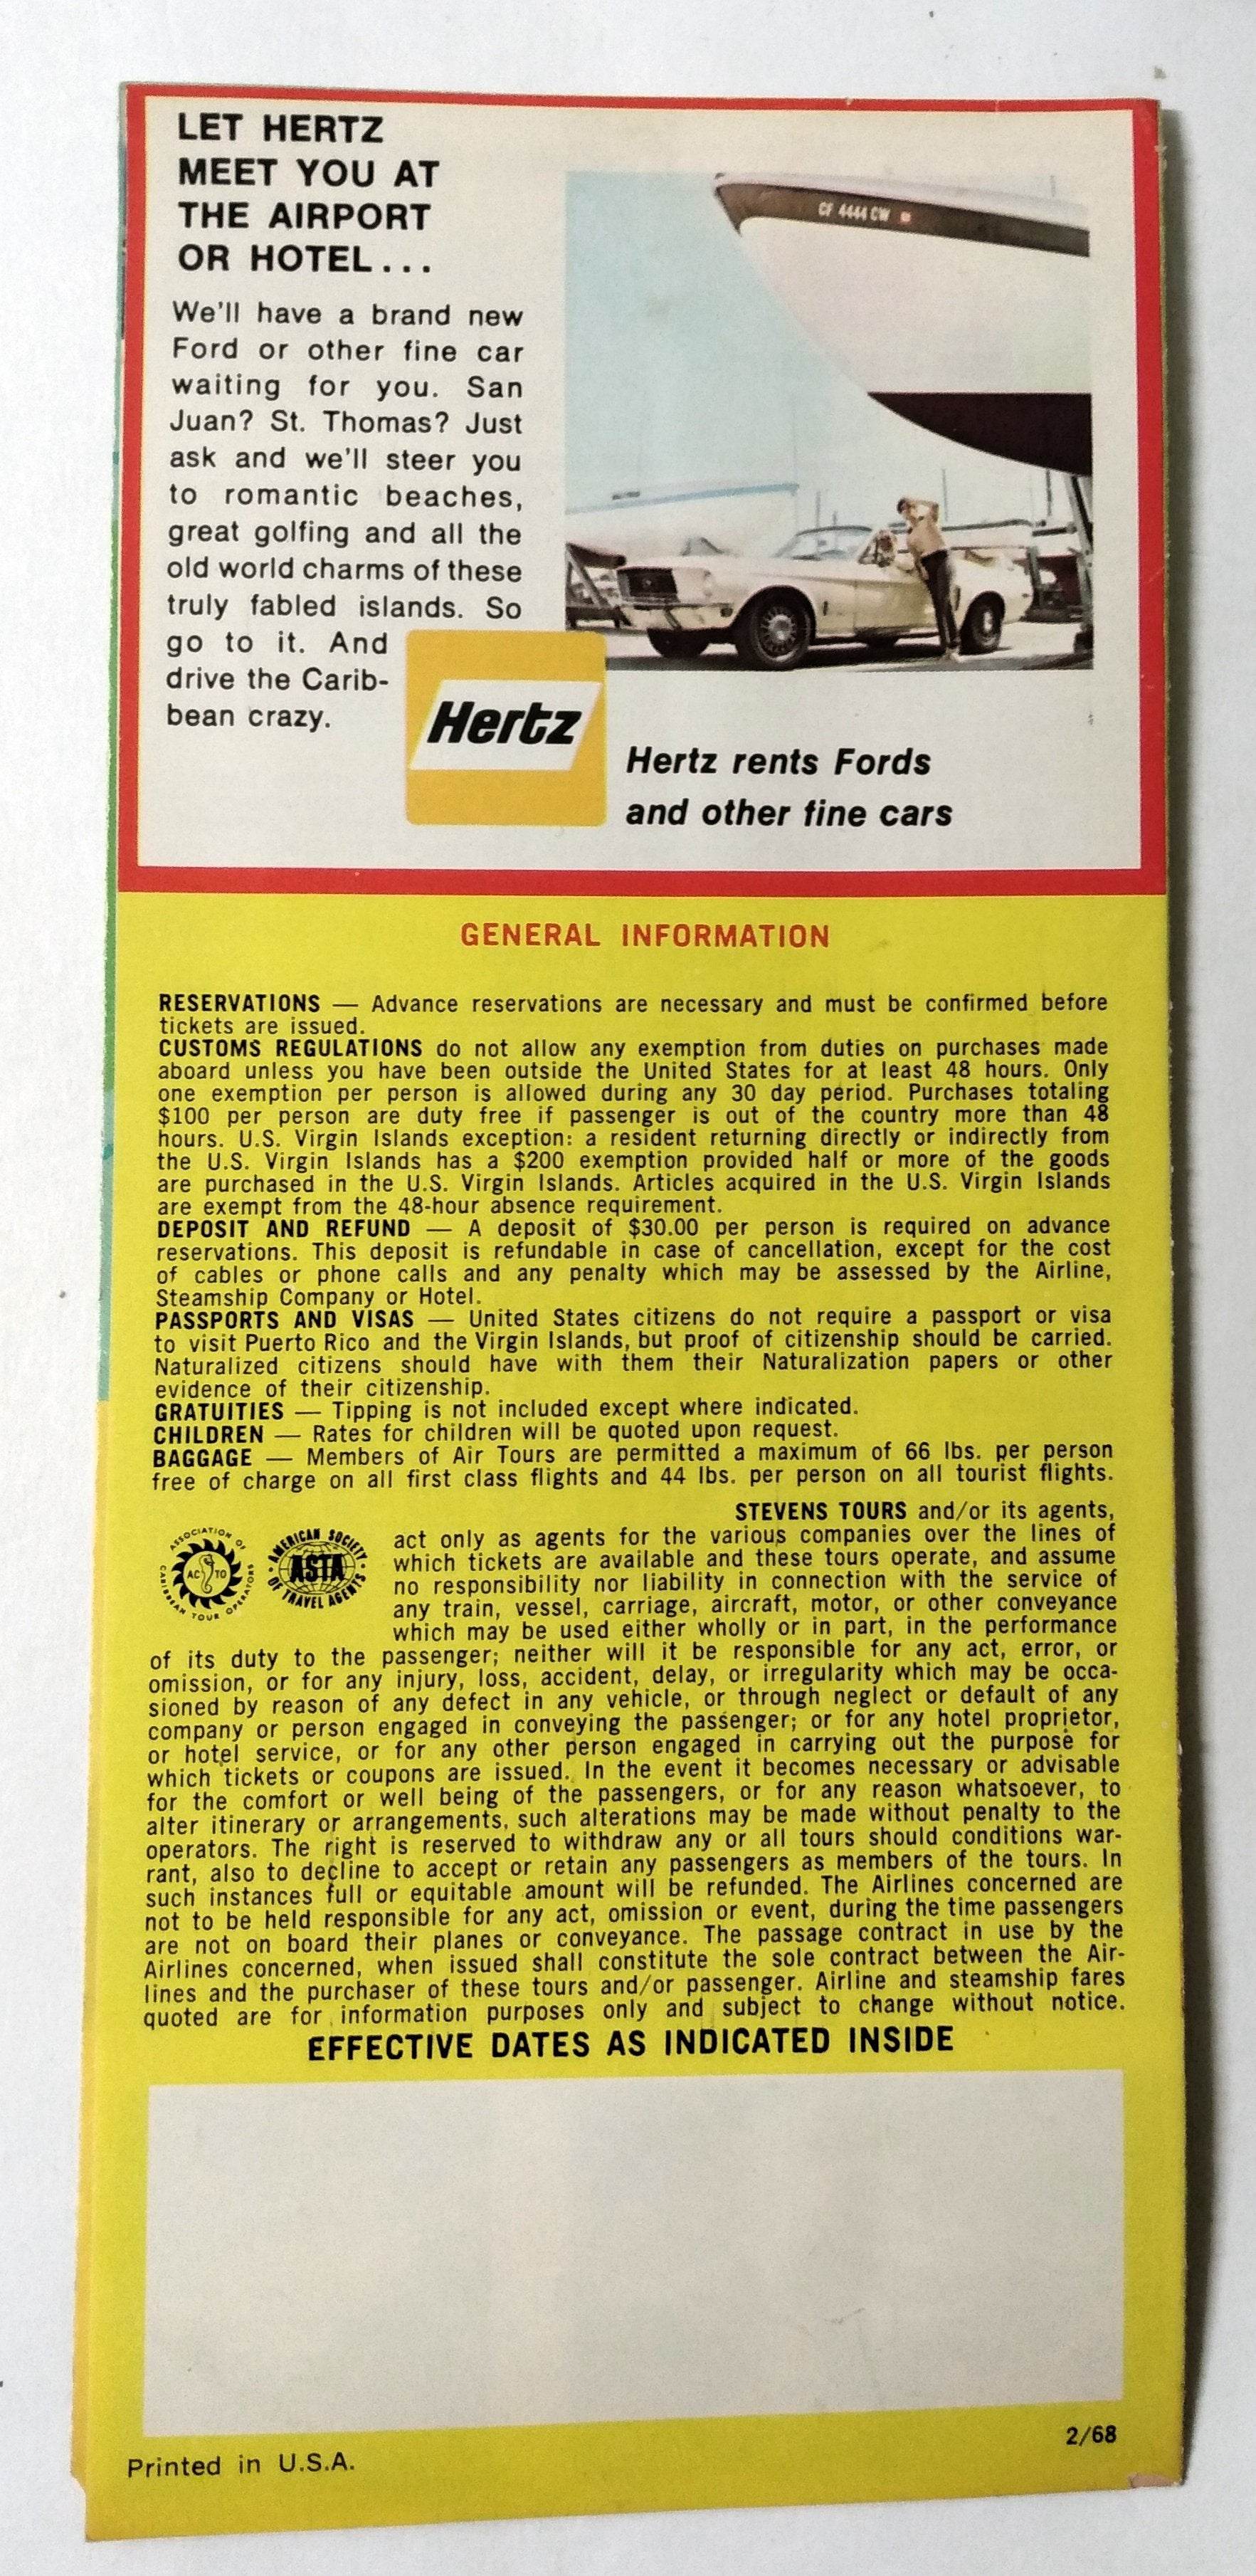 LET HERTZ
MEET YOU AT
THE AIRPORT
OR HOTEL...
We'll have a brand new
Ford or other fine car
waiting for you. San
Juan? St. Thomas? Just
ask and we'll steer you
to romantic beaches,
great golfing and all the
old world charms of these
truly fabled islands. So
go to it. And
drive the Carib-
bean crazy.
CF 4444 CW
Hertz
Hertz rents Fords
and other fine cars
GENERAL INFORMATION
RESERVATIONS — Advance reservations are necessary and must be confirmed before
tickets are issued.
CUSTOMS REGULATIONS do not allow any exemption from duties on purchases made
aboard unless you have been outside the United States for at least 48 hours. Only
one exemption per person is allowed during any 30 day period. Purchases totaling
$100 per person are duty free if passenger is out of the country more than 48
hours. U.S. Virgin Islands exception: a resident returning directly or indirectly from
the U.S. Virgin Islands has a $200 exemption provided half or more of the goods
are purchased in the U.S. Virgin Islands. Articles acquired in the U.S. Virgin Islands
are exempt from the 48-hour absence requirement.
DEPOSIT AND REFUND — A deposit of $30.00 per person is required on advance
reservations. This deposit is refundable in case of cancellation, except for the cost
of cables or phone calls and any penalty which may be assessed by the Airline,
Steamship Company or Hotel.
PASSPORTS AND VISAS — United States citizens do not require a passport or visa
to visit Puerto Rico and the Virgin Islands, but proof of citizenship should be carried.
Naturalized citizens should have with them their Naturalization papers or other
evidence of their citizenship.
GRATUITIES — Tipping is not included except where indicated.
CHILDREN — Rates for children will be quoted upon request.
BAGGAGE — Members of Air Tours are permitted a maximum of 66 lbs. per person
free of charge on all first class flights and 44 lbs. per person on all tourist flights.
ASSOCIATION OF
CARIBBEAN TOUR OPERATORS
AC TO
AMERICAN SOCIETY
ASTA
OF TRAVEL AGENTS
STEVENS TOURS and/or its agents,
act only as agents for the various companies over the lines of
which tickets are available and these tours operate, and assume
no responsibility nor liability in connection with the service of
any train, vessel, carriage, aircraft, motor, or other conveyance
which may be used either wholly or in part, in the performance
of its duty to the passenger; neither will it be responsible for any act, error, or
omission, or for any injury, loss, accident, delay, or irregularity which may be occa-
sioned by reason of any defect in any vehicle, or through neglect or default of any
company or person engaged in conveying the passenger; or for any hotel proprietor,
or hotel service, or for any other person engaged in carrying out the purpose for
which tickets or coupons are issued. In the event it becomes necessary or advisable
for the comfort or well being of the passengers, or for any reason whatsoever, to
alter itinerary or arrangements, such alterations may be made without penalty to the
operators. The right is reserved to withdraw any or all tours should conditions war-
rant, also to decline to accept or retain any passengers as members of the tours. In
such instances full or equitable amount will be refunded. The Airlines concerned are
not to be held responsible for any act, omission or event, during the time passengers
are not on board their planes or conveyance. The passage contract in use by the
Airlines concerned, when issued shall constitute the sole contract between the Air-
lines and the purchaser of these tours and/or passenger. Airline and steamship fares
quoted are for information purposes only and subject to change without notice.
EFFECTIVE DATES AS INDICATED INSIDE
2/68
Printed in U.S.A.